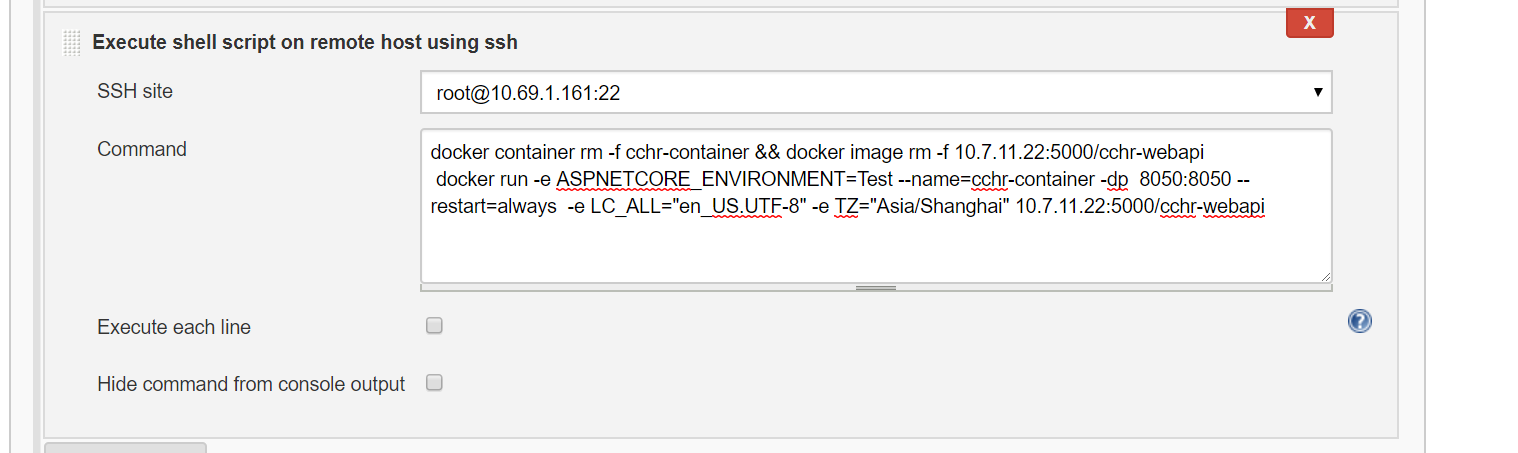 X
Execute shell script on remote host using ssh
SSH site
root@10.69.1.161:22
Command
docker container rm -f cchr-container && docker image rm -f 10.7.11.22:5000/cchr-webapi
docker run -e ASPNETCORE_ENVIRONMENT=Test --name=cchr-container -dp  8050:8050 --
restart=always  -e LC_ALL="en_US.UTF-8" -e TZ="Asia/Shanghai" 10.7.11.22:5000/cchr-webapi
Execute each line
?
Hide command from console output